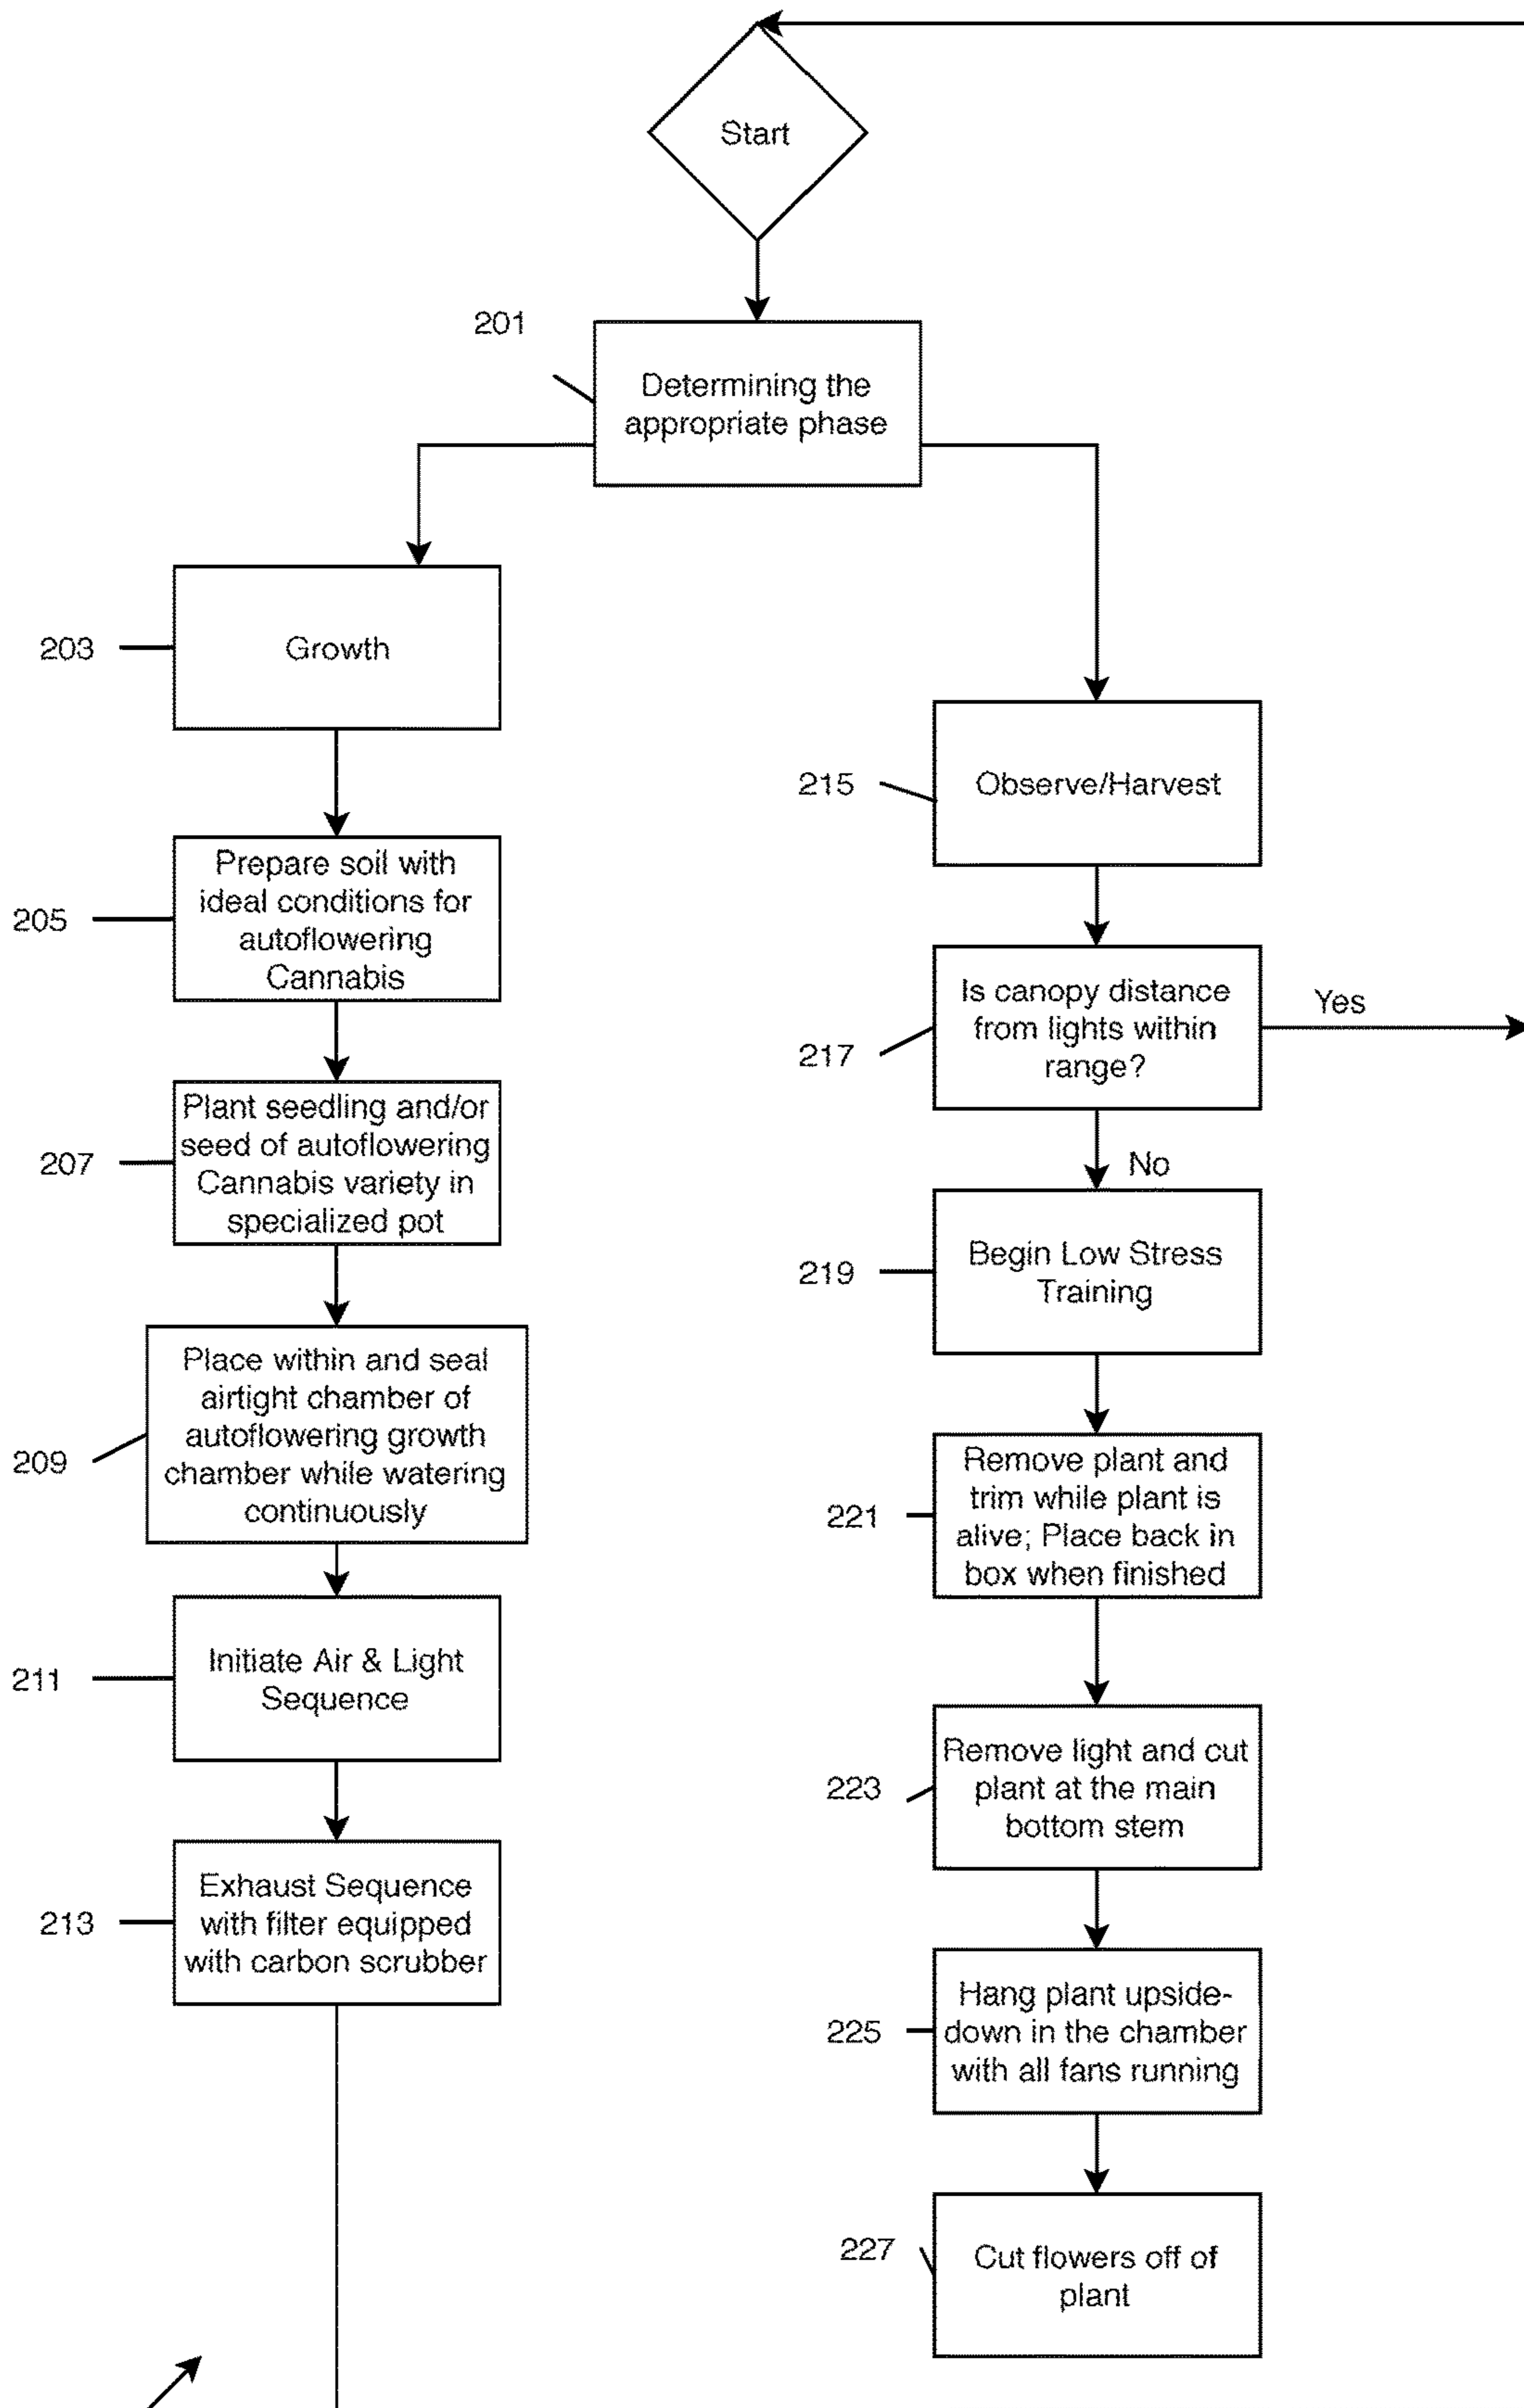 Start
201
Determining the
appropriate phase
203
Growth
205
Prepare soil with
ideal conditions for
autoflowering
Cannabis
207
Plant seedling and/or
seed of autoflowering
Cannabis variety in
specialized pot
209
Place within and seal
airtight chamber of
autoflowering growth
chamber while watering
continuously
211
Initiate Air & Light
Sequence
213
Exhaust Sequence
with filter equipped
with carbon scrubber
215
Observe/Harvest
217
Is canopy distance
from lights within
range?
Yes
No
219
Begin Low Stress
Training
221
Remove plant and
trim while plant is
alive; Place back in
box when finished
223
Remove light and cut
plant at the main
bottom stem
225
Hang plant upside-
down in the chamber
with all fans running
227
Cut flowers off of
plant